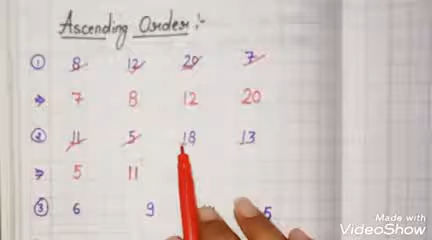 Ascending Order:-
① 8 12 20 7
⇒ 7 8 12 20
② 11 5 18 13
⇒ 5 11
③ 6 9 5
Made with
VideoShow